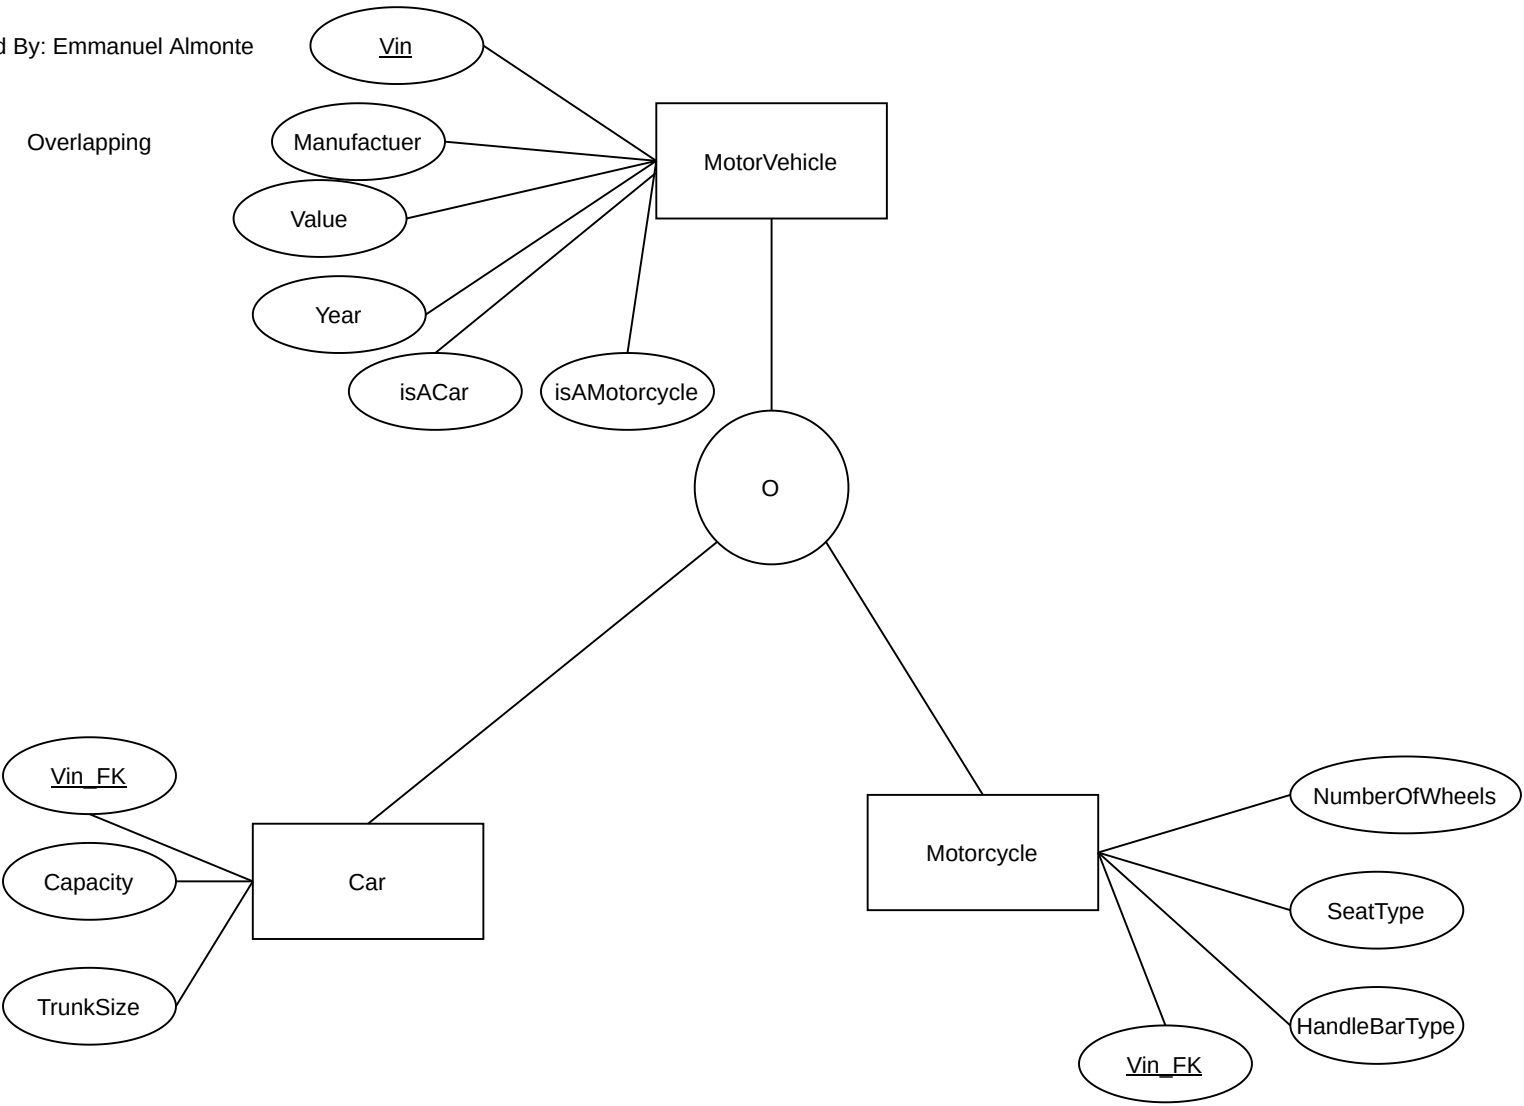 d By: Emmanuel Almonte
Vin
Overlapping
Manufactuer
MotorVehicle
Value
Year
isACar
isAMotorcycle
O
Vin_FK
NumberOfWheels
Motorcycle
Capacity
Car
SeatType
TrunkSize
HandleBarType
Vin_FK